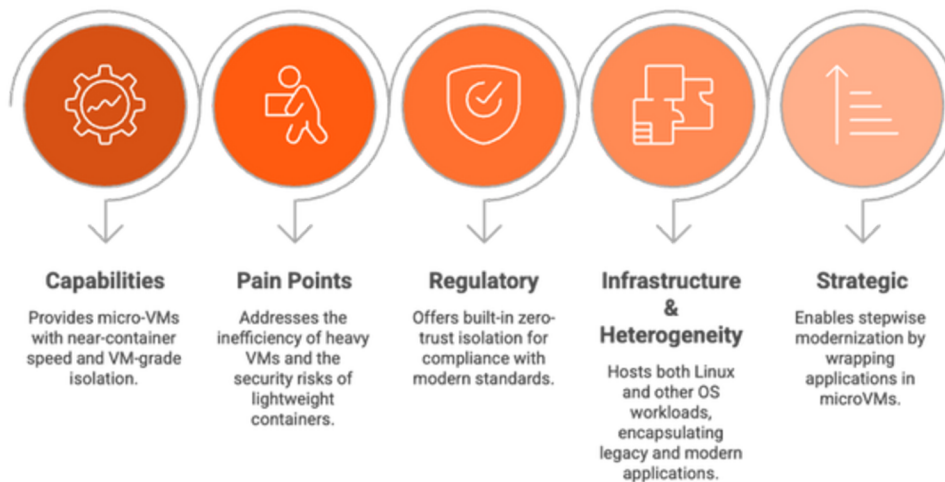 Capabilities
Provides micro-VMs
with near-container
speed and VM-grade
isolation.
Pain Points
Addresses the
inefficiency of heavy
VMs and the
security risks of
lightweight
containers.
Regulatory
Offers built-in zero-
trust isolation for
compliance with
modern standards.
Infrastructure
&
Heterogeneity
Hosts both Linux
and other OS
workloads,
encapsulating
legacy and modern
applications.
Strategic
Enables stepwise
modernization by
wrapping
applications in
microVMs.